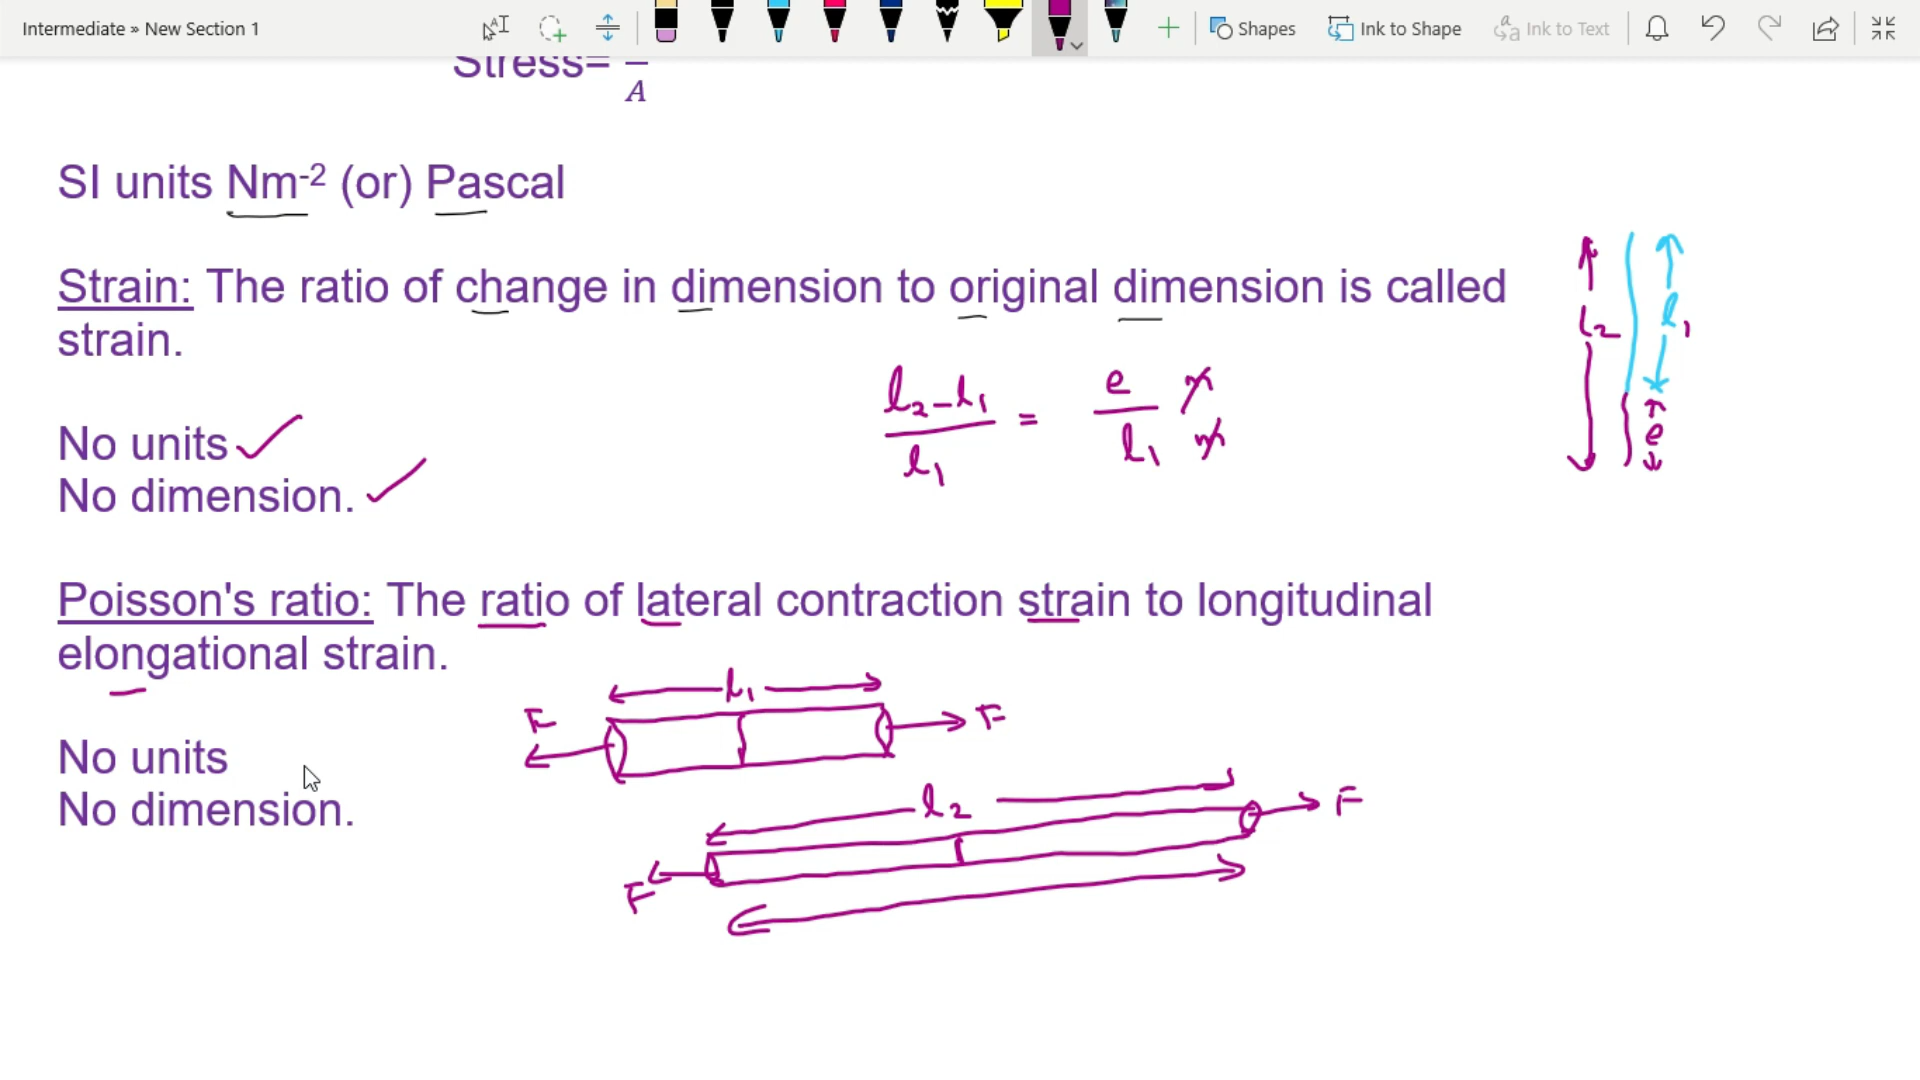 Intermediate » New Section 1
Shapes
Ink to Shape
Ink to Text
Stress=
A
SI units Nm-2 (or) Pascal
Strain: The ratio of change in dimension to original dimension is called
strain.
l2 l1
e
l2-l1 / l1 = e m / l1 m
No units
No dimension.
Poisson's ratio: The ratio of lateral contraction strain to longitudinal
elongational strain.
l1
F F
No units
l2
F
No dimension.
F